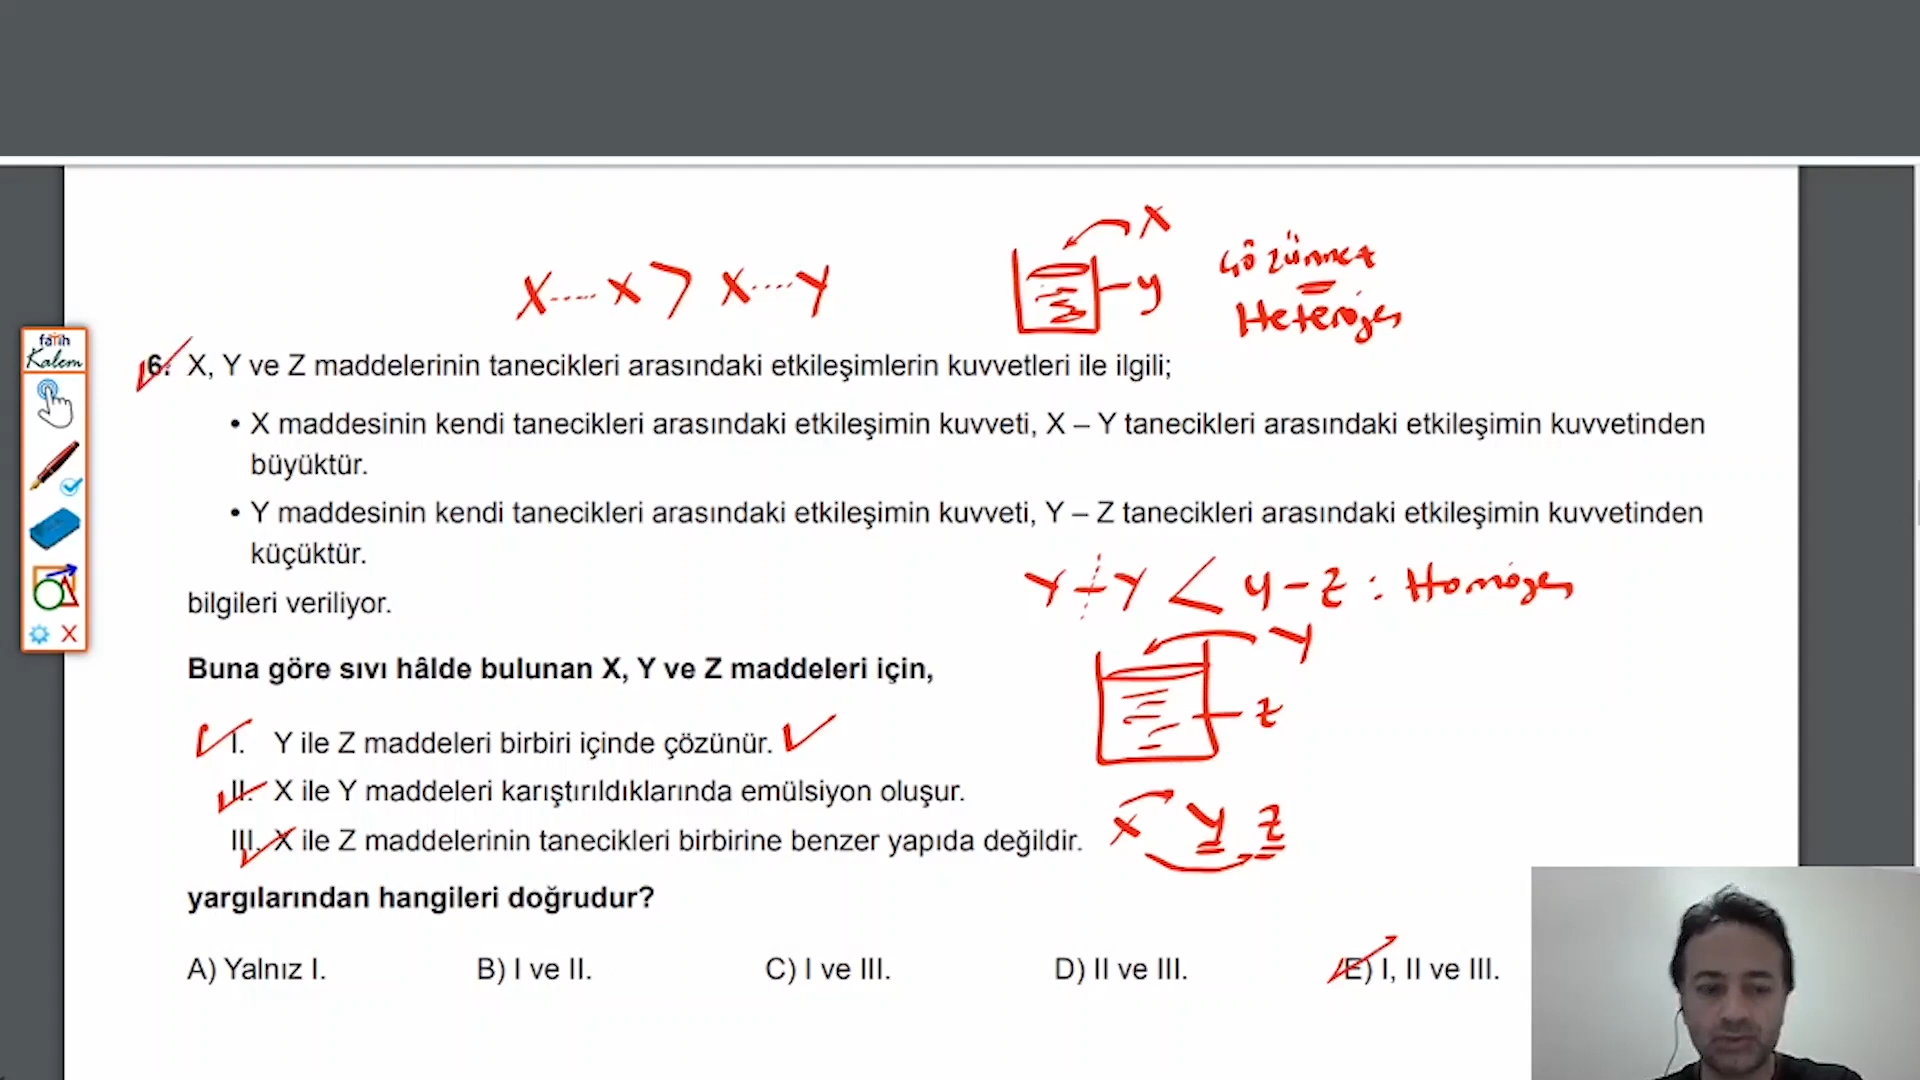 X....X > X....Y
X
Y
Çözünmez
Heterojen
fatih
Kalem
6. X, Y ve Z maddelerinin tanecikleri arasındaki etkileşimlerin kuvvetleri ile ilgili;
• X maddesinin kendi tanecikleri arasındaki etkileşimin kuvveti, X – Y tanecikleri arasındaki etkileşimin kuvvetinden
büyüktür.
• Y maddesinin kendi tanecikleri arasındaki etkileşimin kuvveti, Y – Z tanecikleri arasındaki etkileşimin kuvvetinden
küçüktür.
Y-Y < Y-Z : Homojen
bilgileri veriliyor.
Y
Buna göre sıvı hâlde bulunan X, Y ve Z maddeleri için,
Z
I. Y ile Z maddeleri birbiri içinde çözünür.
II. X ile Y maddeleri karıştırıldıklarında emülsiyon oluşur.
III. X ile Z maddelerinin tanecikleri birbirine benzer yapıda değildir.
X Y Z
yargılarından hangileri doğrudur?
A) Yalnız I. B) I ve II. C) I ve III. D) II ve III. E) I, II ve III.